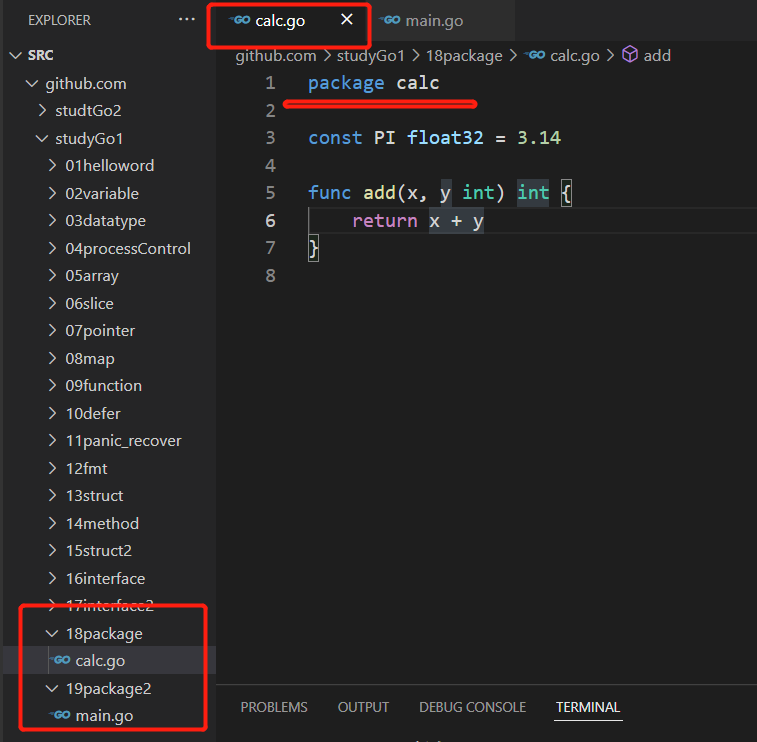 EXPLORER ...
calc.go × main.go
SRC
github.com > studyGo1 > 18package > calc.go > add
github.com
studtGo2
studyGo1
01helloword
02variable
03datatype
04processControl
05array
06slice
07pointer
08map
09function
10defer
11panic_recover
12fmt
13struct
14method
15struct2
16interface
17interface2
18package
calc.go
19package2
main.go
1 package calc
2
3 const PI float32 = 3.14
4
5 func add(x, y int) int {
6 return x + y
7 }
8
PROBLEMS OUTPUT DEBUG CONSOLE TERMINAL